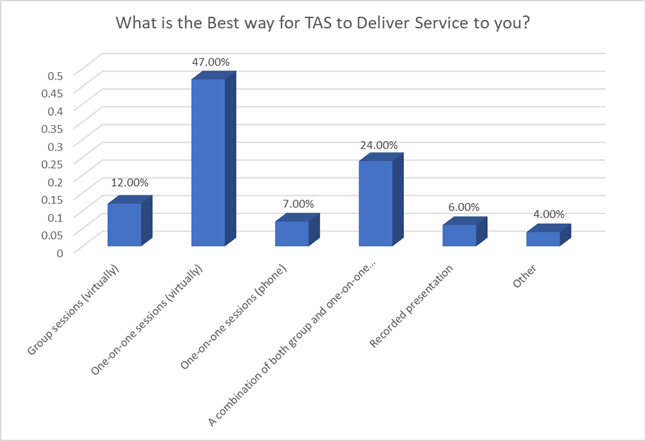 What is the Best way for TAS to Deliver Service to you?
0.5
0.45
0.4
0.35
0.3
0.25
0.2
0.15
0.1
0.05
0
12.00%
47.00%
7.00%
24.00%
6.00%
4.00%
Group sessions (virtually)
One-on-one sessions (virtually)
One-on-one sessions (phone)
A combination of both group and one-on-one...
Recorded presentation
Other